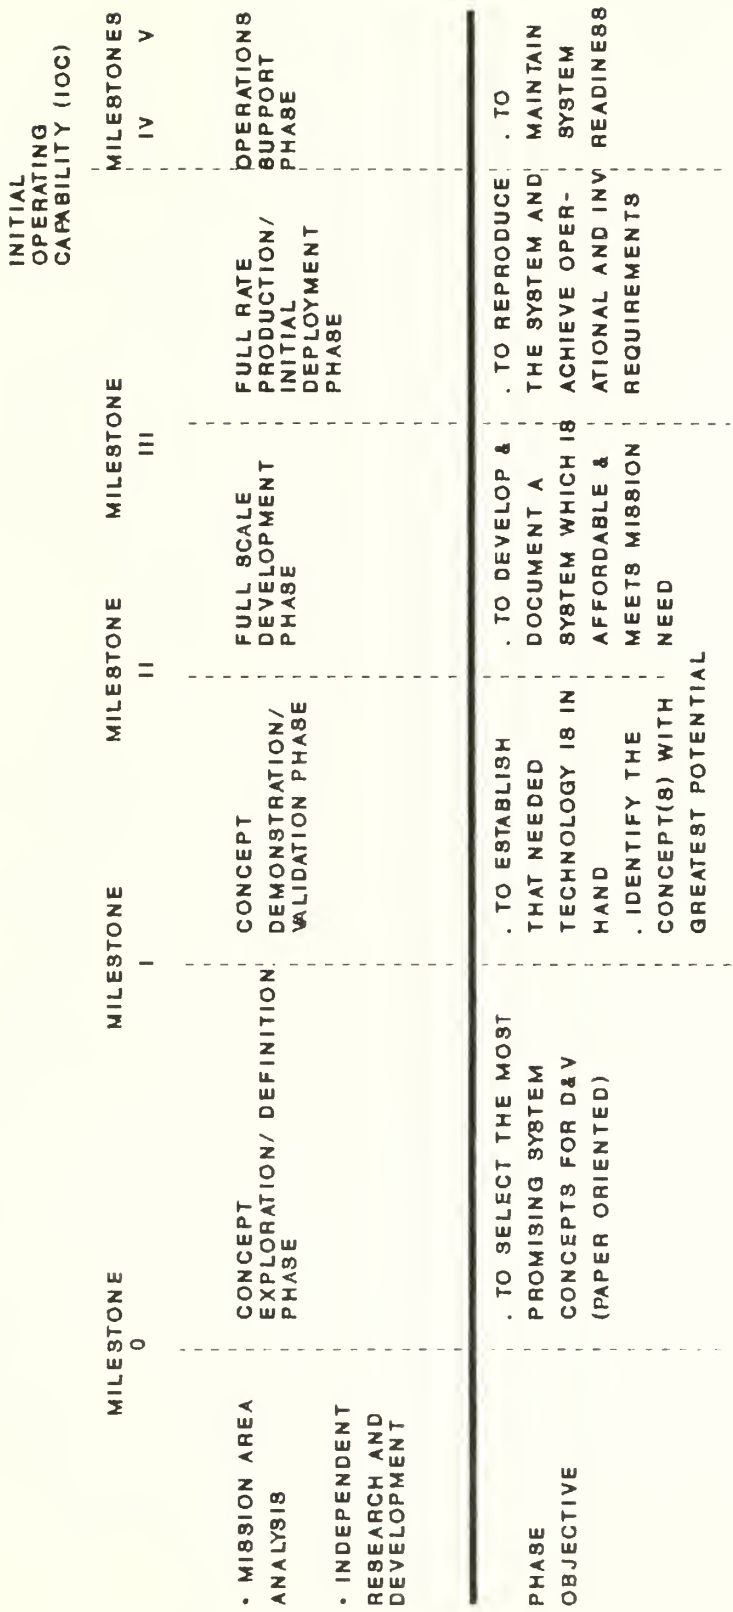 INITIAL
OPERATING
CAPABILITY (IOC)
MILESTONE
0
MILESTONE
I
MILESTONE
II
MILESTONE
III
MILESTONES
IV V
• MISSION AREA
ANALYSIS
• INDEPENDENT
RESEARCH AND
DEVELOPMENT
CONCEPT
EXPLORATION/ DEFINITION
PHASE
CONCEPT
DEMONSTRATION/
VALIDATION PHASE
FULL SCALE
DEVELOPMENT
PHASE
FULL RATE
PRODUCTION/
INITIAL
DEPLOYMENT
PHASE
OPERATIONS
SUPPORT
PHASE
PHASE
OBJECTIVE
. TO SELECT THE MOST
PROMISING SYSTEM
CONCEPTS FOR D&V
(PAPER ORIENTED)
. TO ESTABLISH
THAT NEEDED
TECHNOLOGY IS IN
HAND
. IDENTIFY THE
CONCEPT(S) WITH
GREATEST POTENTIAL
. TO DEVELOP &
DOCUMENT A
SYSTEM WHICH IS
AFFORDABLE &
MEETS MISSION
NEED
. TO REPRODUCE
THE SYSTEM AND
ACHIEVE OPER-
ATIONAL AND INV
REQUIREMENTS
. TO
MAINTAIN
SYSTEM
READINESS